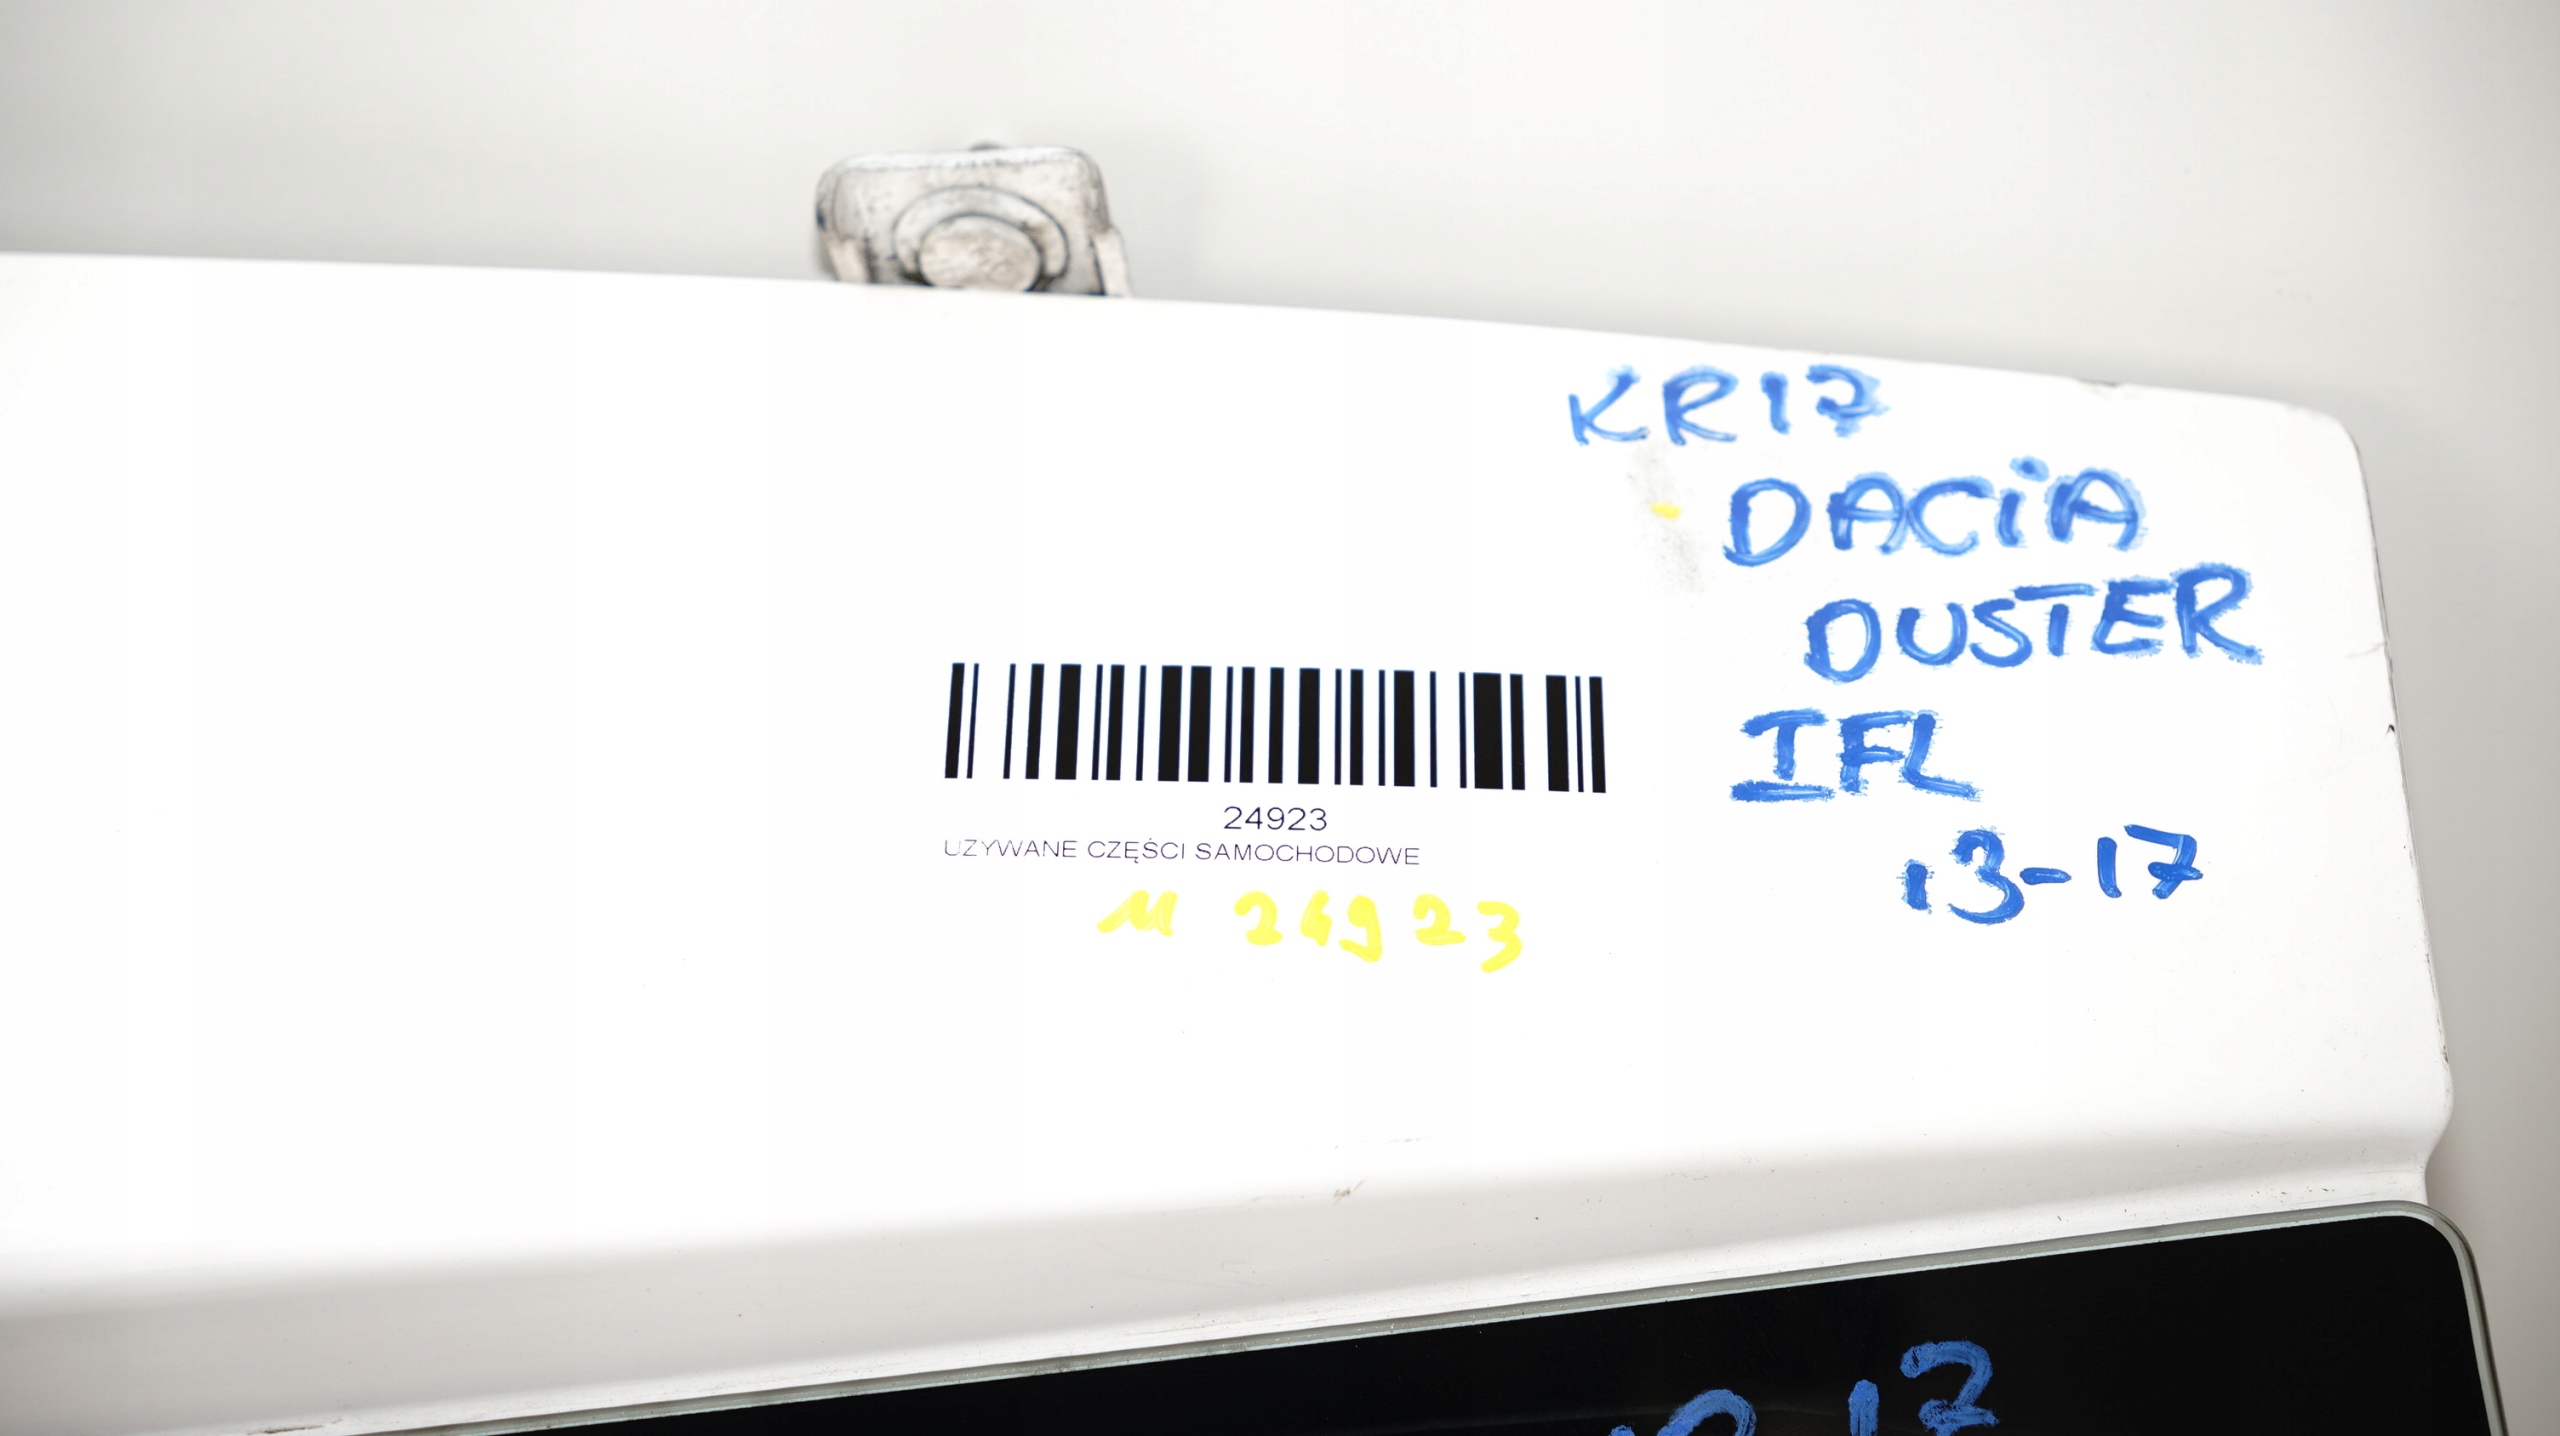 KR17
DACiA
DUSTER
IFL
13-17
24923
UZYWANE CZĘŚCI SAMOCHODOWE
M 24923